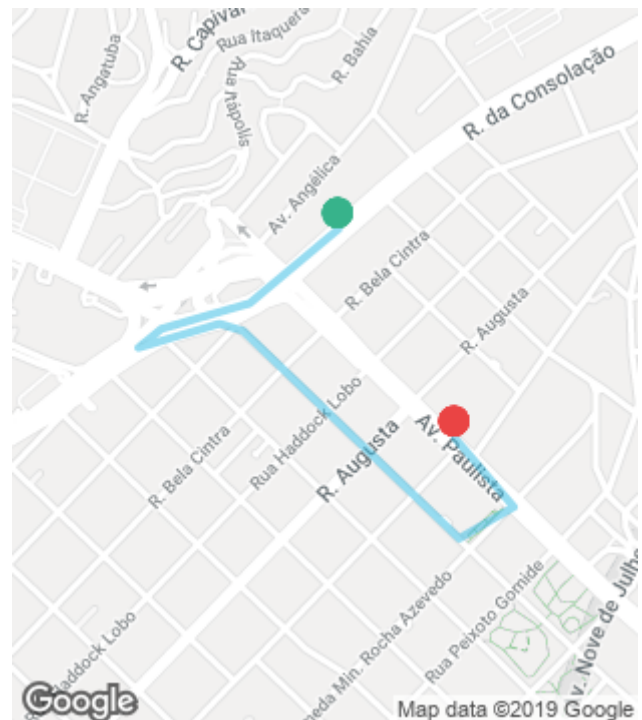 R. Capivar
Rua Itaquera
R. Bahia
R. Angatuba
Rua Itápolis
R. da Consolação
Av. Angélica
R. Bela Cintra
R. Augusta
Rua Haddock Lobo
Av. Paulista
R. Augusta
R. Bela Cintra
Rua Peixoto Gomide
Av. Nove de Julho
ameda Min. Rocha Azevedo
Haddock Lobo
Google
Map data ©2019 Google